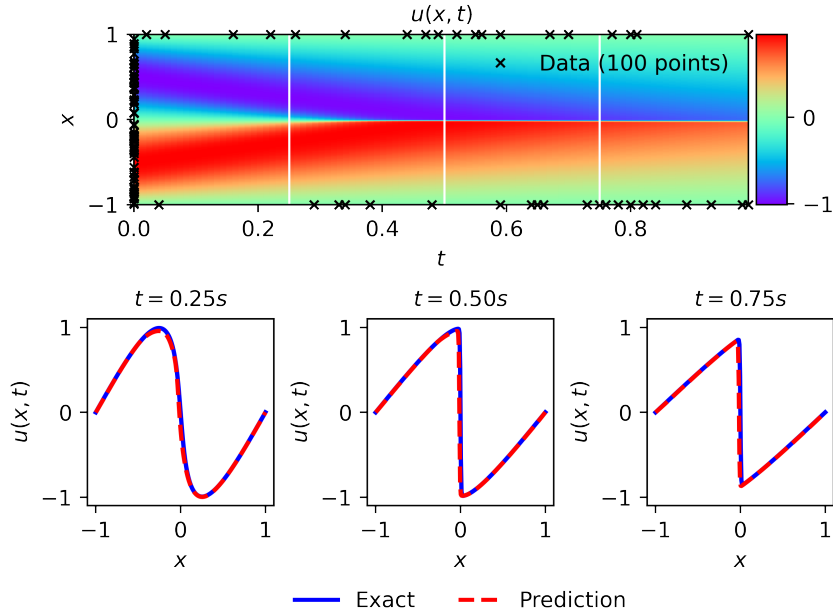 u(x, t)
1
0
−1
x
Data (100 points)
0
−1
0.0 0.2 0.4 0.6 0.8
t
t = 0.25s t = 0.50s t = 0.75s
1 1 1
0 0 0
−1 −1 −1
u(x, t) u(x, t) u(x, t)
−1 0 1 −1 0 1 −1 0 1
x x x
Exact Prediction